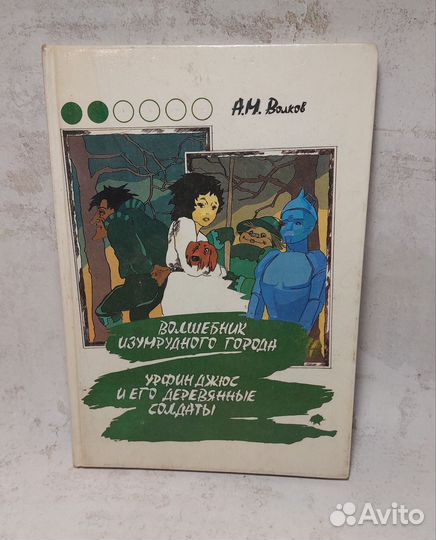 А.М. Волков
ВОЛШЕБНИК
ИЗУМРУДНОГО ГОРОДА
УРФИН ДЖЮС
И ЕГО ДЕРЕВЯННЫЕ
СОЛДАТЫ
Avito